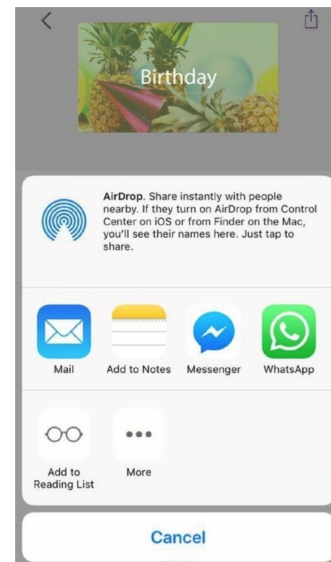 Birthday
AirDrop. Share instantly with people
nearby. If they turn on AirDrop from Control
Center on iOS or from Finder on the Mac,
you'll see their names here. Just tap to
share.
Mail
Add to Notes
Messenger
WhatsApp
Add to
Reading List
More
Cancel